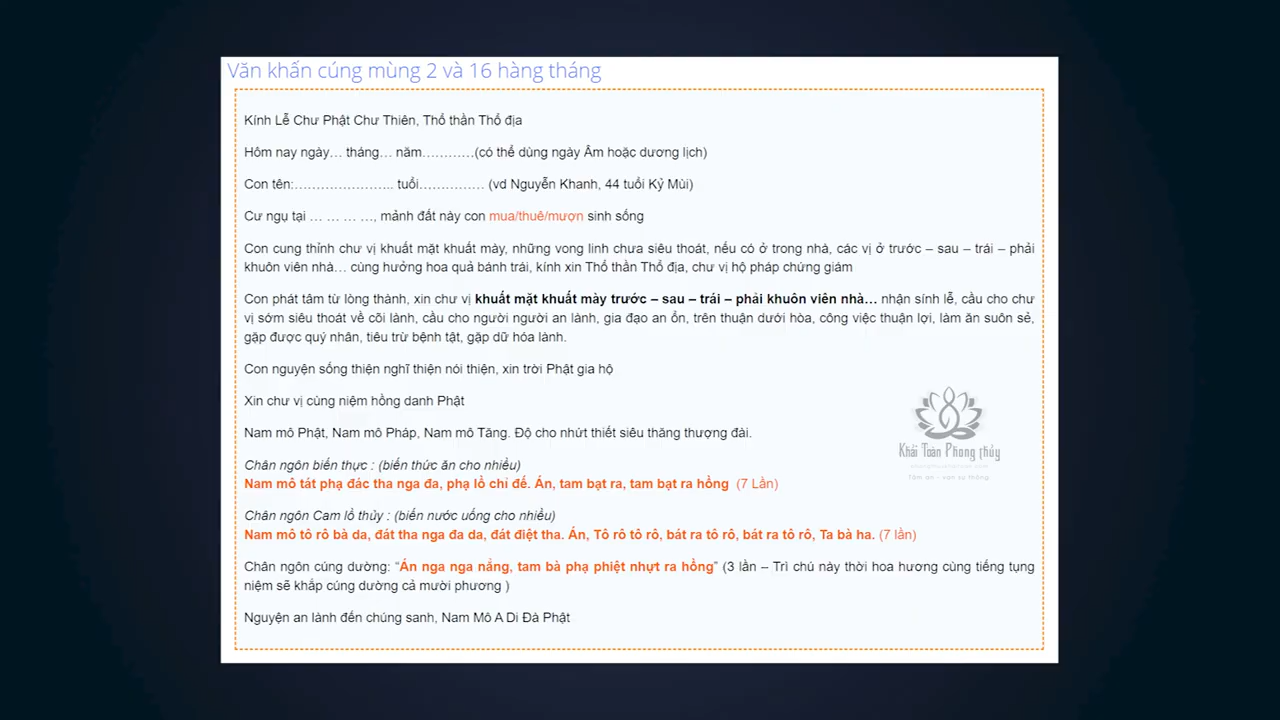 Văn khấn cúng mùng 2 và 16 hàng tháng
Kính Lễ Chư Phật Chư Thiên, Thổ thần Thổ địa
Hôm nay ngày… tháng… năm…………(có thể dùng ngày Âm hoặc dương lịch)
Con tên:………………….. tuổi…………… (vd Nguyễn Khanh, 44 tuổi Kỷ Mùi)
Cư ngụ tại … … … …, mảnh đất này con mua/thuê/mượn sinh sống
Con cung thỉnh chư vị khuất mặt khuất mày, những vong linh chưa siêu thoát, nếu có ở trong nhà, các vị ở trước – sau – trái – phải
khuôn viên nhà… cùng hưởng hoa quả bánh trái, kính xin Thổ thần Thổ địa, chư vị hộ pháp chứng giám
Con phát tâm từ lòng thành, xin chư vị khuất mặt khuất mày trước – sau – trái – phải khuôn viên nhà… nhận sính lễ, cầu cho chư
vị sớm siêu thoát về cõi lành, cầu cho người người an lành, gia đạo an ổn, trên thuận dưới hòa, công việc thuận lợi, làm ăn suôn sẻ,
gặp được quý nhân, tiêu trừ bệnh tật, gặp dữ hóa lành.
Con nguyện sống thiện nghĩ thiện nói thiện, xin trời Phật gia hộ
Xin chư vị cùng niệm hồng danh Phật
Nam mô Phật, Nam mô Pháp, Nam mô Tăng. Độ cho nhứt thiết siêu thăng thượng đài.
Khải Toàn Phong thủy
Tâm an - vạn sự thông
Chân ngôn biến thực : (biến thức ăn cho nhiều)
Nam mô tát phạ đác tha nga đa, phạ lồ chỉ đế. Án, tam bạt ra, tam bạt ra hồng (7 Lần)
Chân ngôn Cam lồ thủy : (biến nước uống cho nhiều)
Nam mô tô rô bà da, đát tha nga đa da, đát điệt tha. Án, Tô rô tô rô, bát ra tô rô, bát ra tô rô, Ta bà ha. (7 lần)
Chân ngôn cúng dường: “Án nga nga nẳng, tam bà phạ phiệt nhựt ra hồng” (3 lần – Trì chú này thời hoa hương cùng tiếng tụng
niệm sẽ khắp cúng dường cả mười phương )
Nguyện an lành đến chúng sanh, Nam Mô A Di Đà Phật